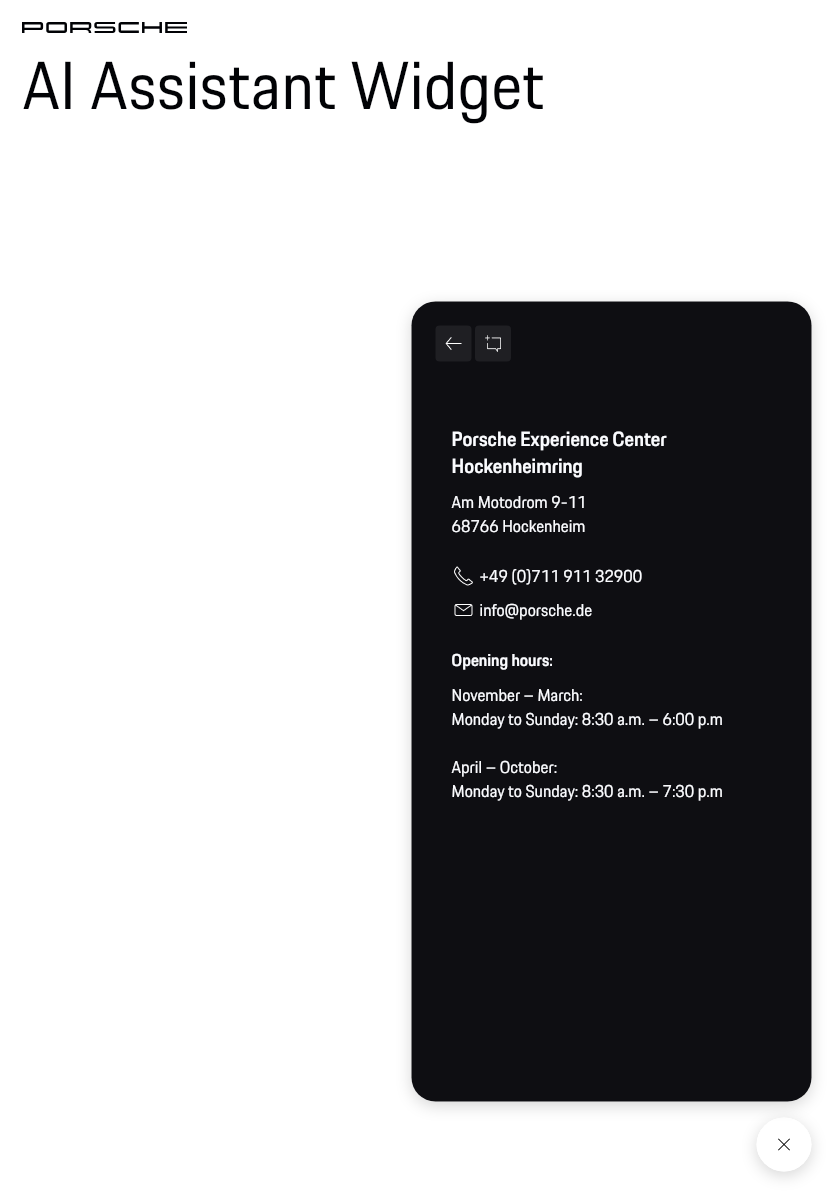 PORSCHE
AI Assistant Widget
Porsche Experience Center
Hockenheimring
Am Motodrom 9-11
68766 Hockenheim
+49 (0)711 911 32900
info@porsche.de
Opening hours:
November – March:
Monday to Sunday: 8:30 a.m. – 6:00 p.m
April – October:
Monday to Sunday: 8:30 a.m. – 7:30 p.m